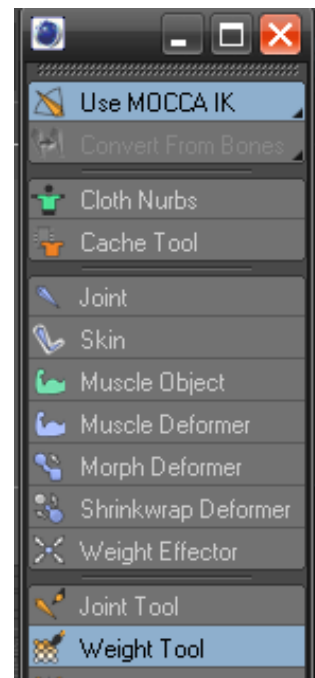 Use MOCCA IK
Convert From Bones
Cloth Nurbs
Cache Tool
Joint
Skin
Muscle Object
Muscle Deformer
Morph Deformer
Shrinkwrap Deformer
Weight Effector
Joint Tool
Weight Tool